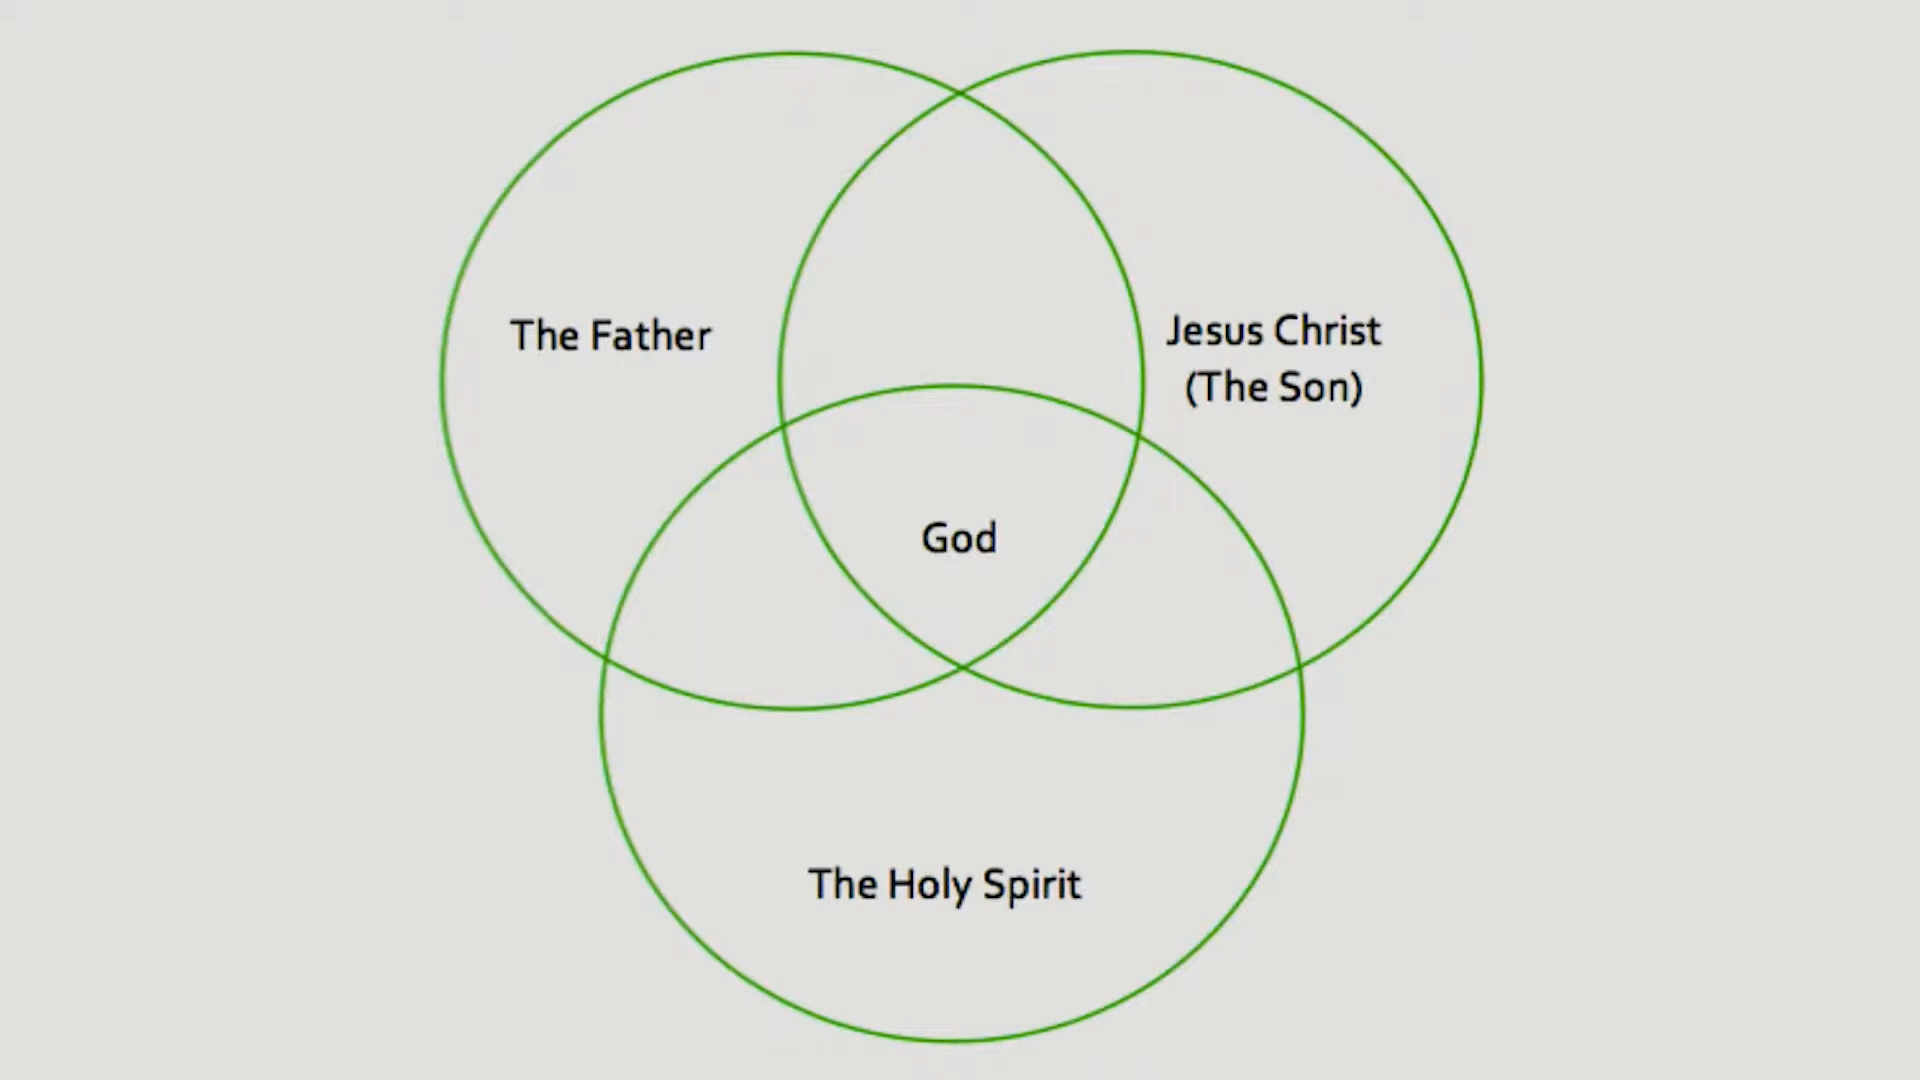 The Father
Jesus Christ
(The Son)
God
The Holy Spirit